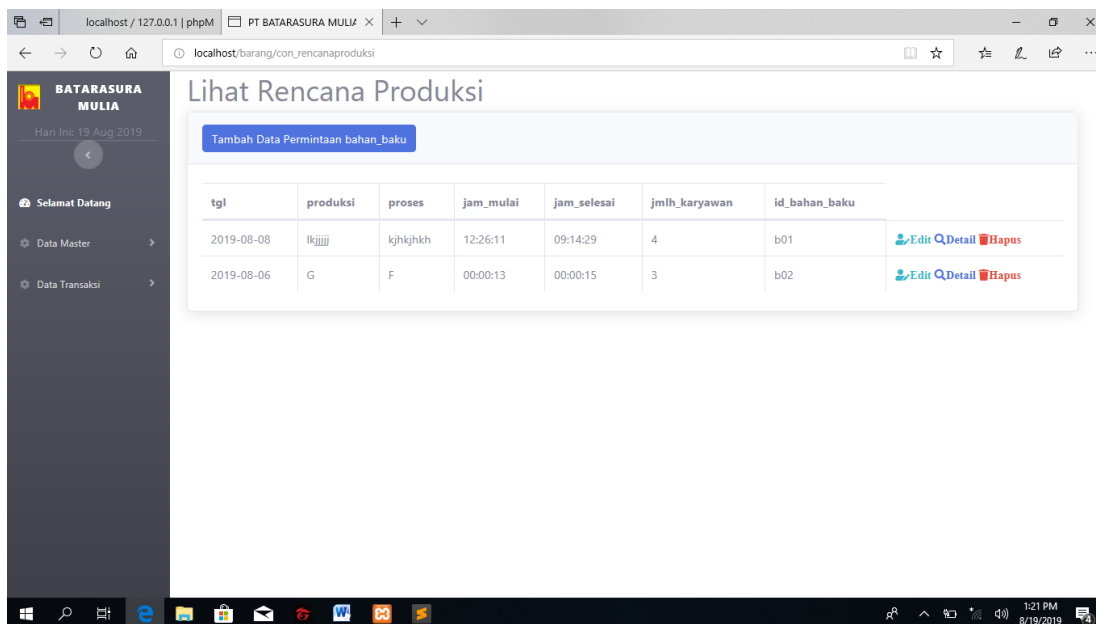 localhost / 127.0.0.1 | phpM
PT BATARASURA MULIA
localhost/barang/con_rencanaproduksi
BATARASURA
MULIA
Hari Ini: 19 Aug 2019
Selamat Datang
Data Master
Data Transaksi
Lihat Rencana Produksi
Tambah Data Permintaan bahan_baku
tgl produksi proses jam_mulai jam_selesai jmlh_karyawan id_bahan_baku
2019-08-08 lkjjjjj kjhkjhkh 12:26:11 09:14:29 4 b01 Edit Detail Hapus
2019-08-06 G F 00:00:13 00:00:15 3 b02 Edit Detail Hapus
1:21 PM
8/19/2019
4